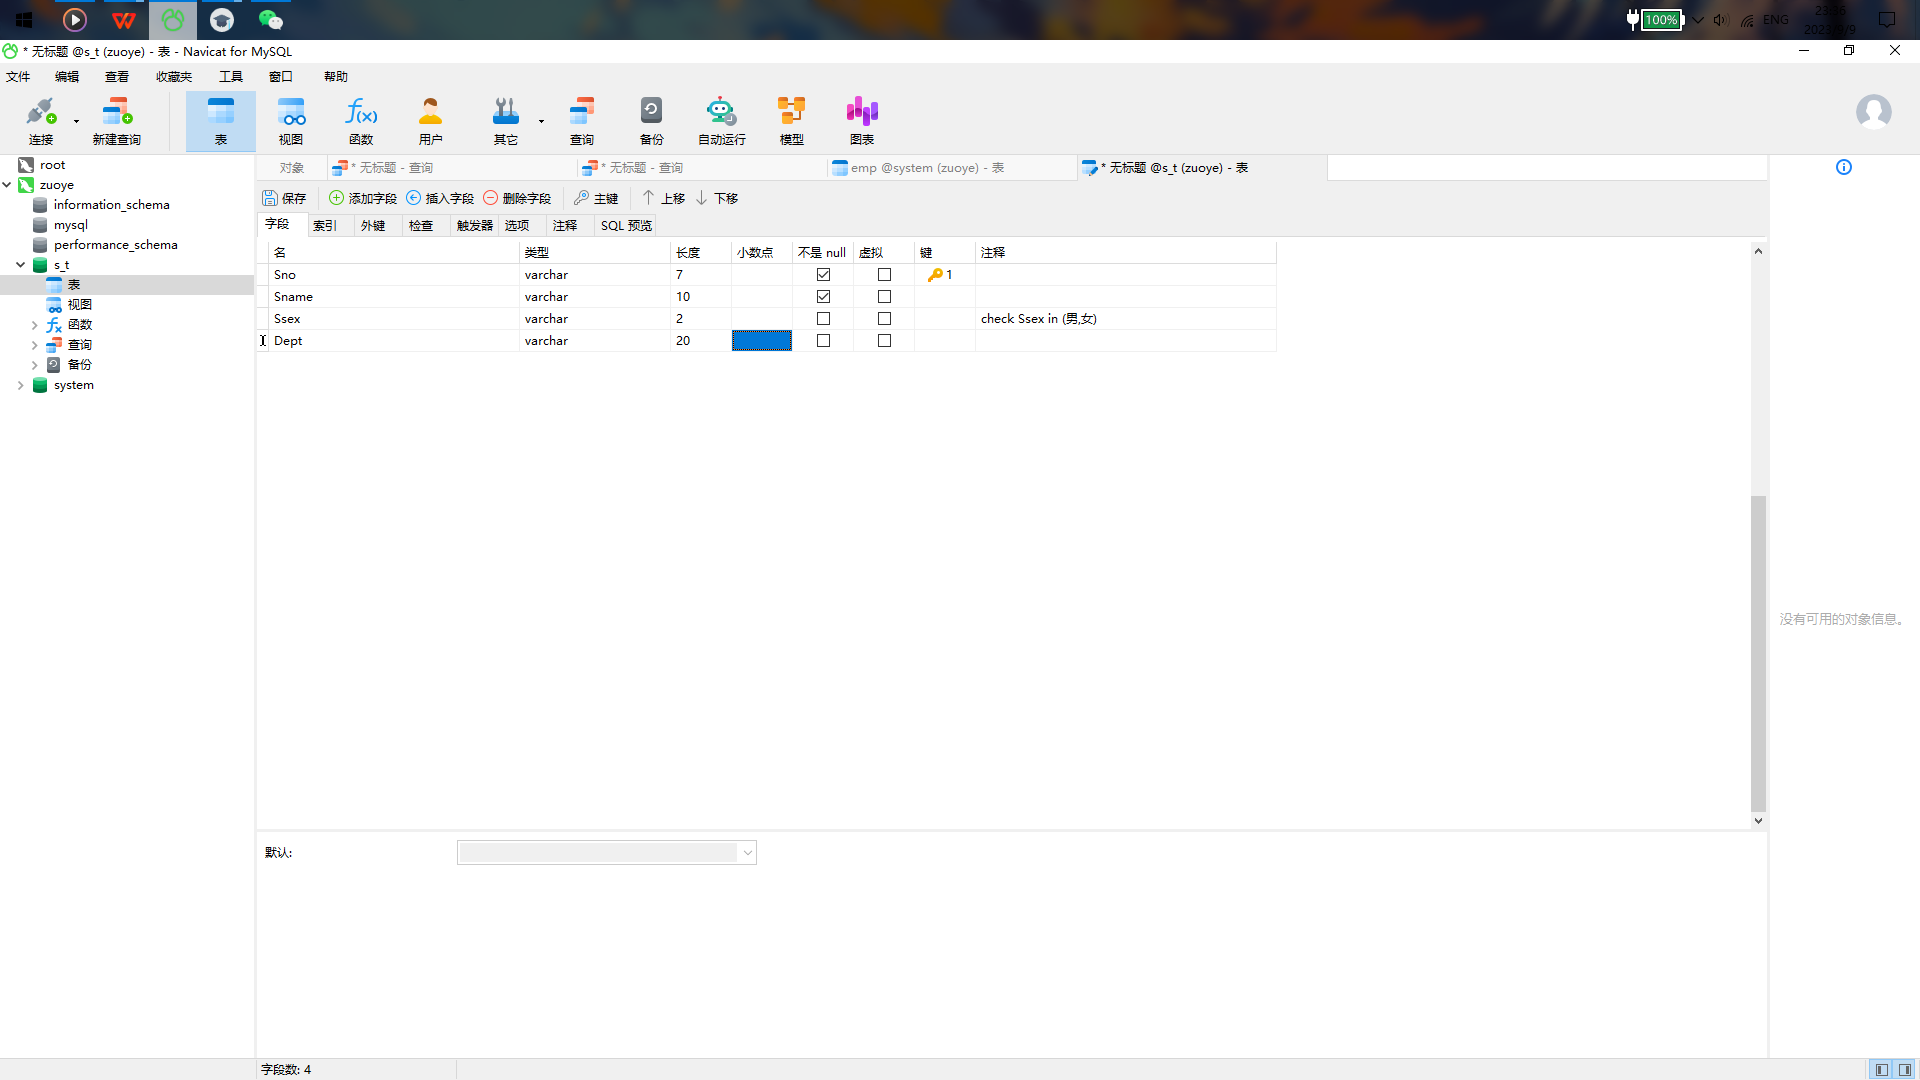 100%
ENG
* 无标题 @s_t (zuoye) - 表 - Navicat for MySQL
文件 编辑 查看 收藏夹 工具 窗口 帮助
连接 新建查询 表 视图 函数 用户 其它 查询 备份 自动运行 模型 图表
root
zuoye
information_schema
mysql
performance_schema
s_t
表
视图
函数
查询
备份
system
对象 * 无标题 - 查询 * 无标题 - 查询 emp @system (zuoye) - 表 * 无标题 @s_t (zuoye) - 表
保存 添加字段 插入字段 删除字段 主键 上移 下移
字段 索引 外键 检查 触发器 选项 注释 SQL 预览
名 类型 长度 小数点 不是 null 虚拟 键 注释
Sno varchar 7 1
Sname varchar 10
Ssex varchar 2 check Ssex in (男,女)
Dept varchar 20
默认:
没有可用的对象信息。
字段数: 4